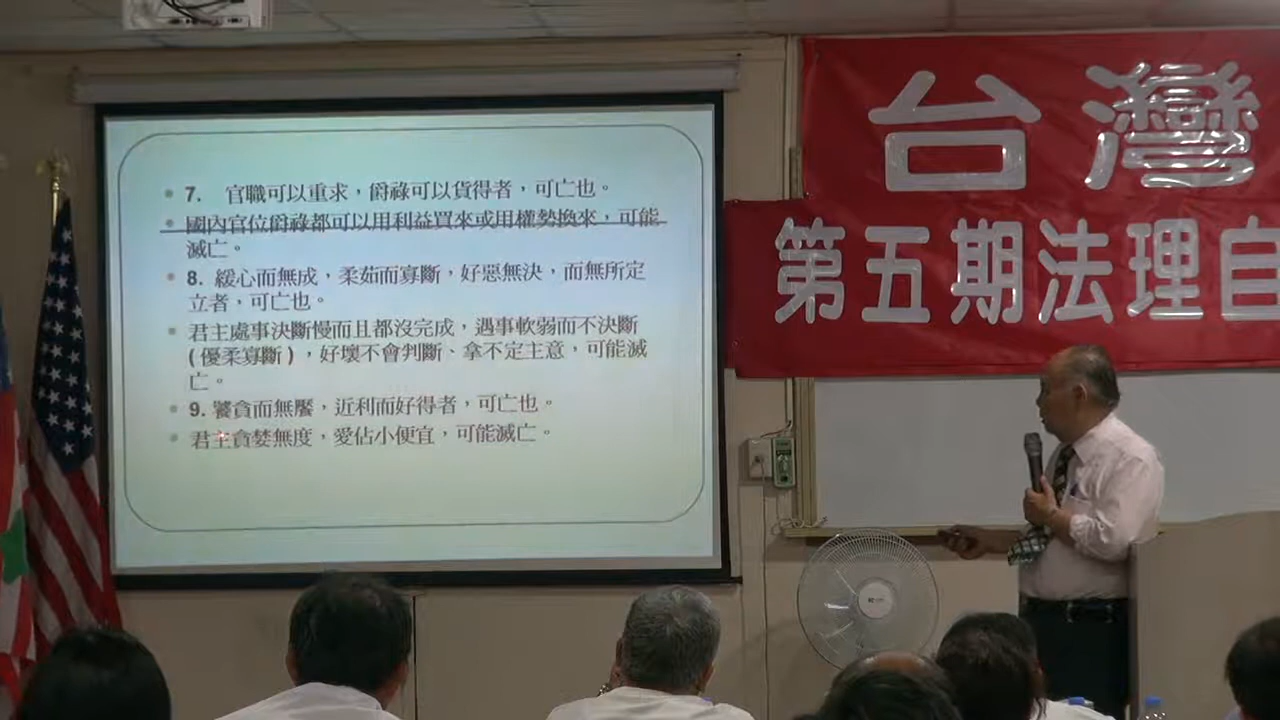 7. 官職可以重求，爵祿可以貨得者，可亡也。
國內官位爵祿都可以用利益買來或用權勢換來，可能
滅亡。
8. 緩心而無成，柔茹而寡斷，好惡無決，而無所定
立者，可亡也。
君主處事決斷慢而且都沒完成，遇事軟弱而不決斷
(優柔寡斷)，好壞不會判斷、拿不定主意，可能滅
亡。
9. 饕貪而無饜，近利而好得者，可亡也。
君主貪婪無度，愛佔小便宜，可能滅亡。
台灣
第五期法理自